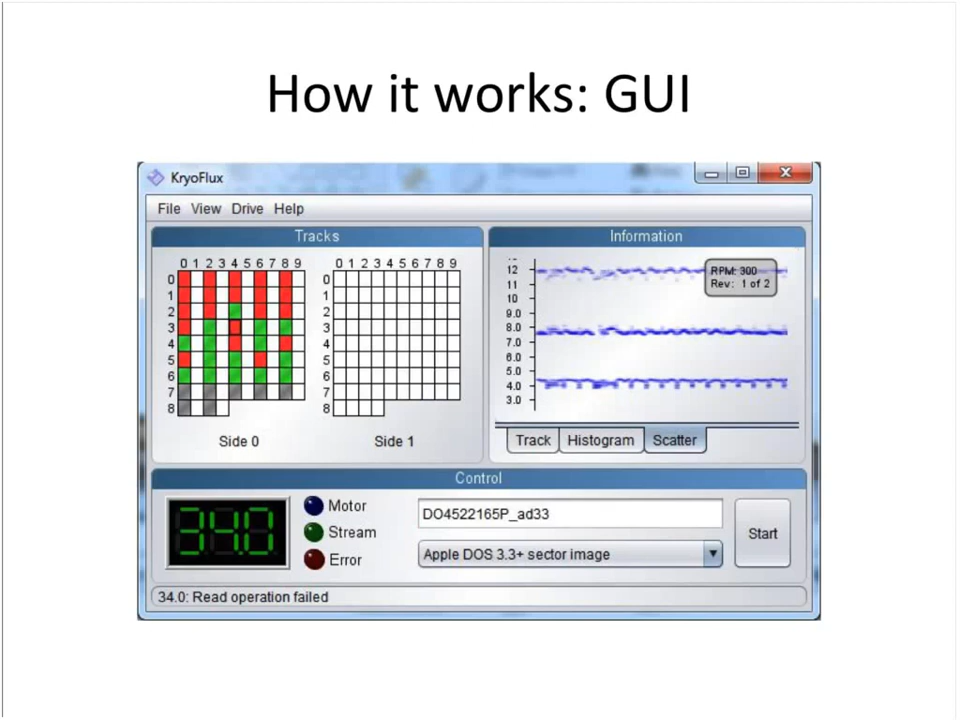 How it works: GUI
KryoFlux
File View Drive Help
Tracks
0 1 2 3 4 5 6 7 8 9
0
1
2
3
4
5
6
7
8
Side 0
0 1 2 3 4 5 6 7 8 9
0
1
2
3
4
5
6
7
8
Side 1
Information
12
11
10
9.0
8.0
7.0
6.0
5.0
4.0
3.0
RPM: 300
Rev: 1 of 2
Track Histogram Scatter
Control
34.0
Motor
Stream
Error
DO4522165P_ad33
Apple DOS 3.3+ sector image
Start
34.0: Read operation failed